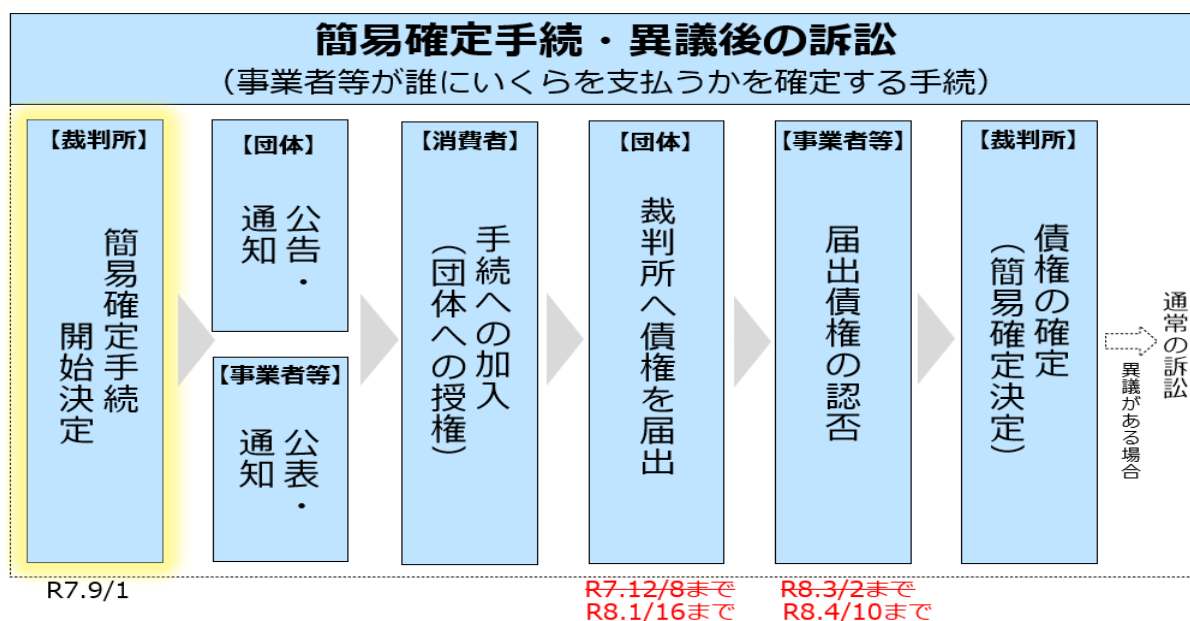 簡易確定手続・異議後の訴訟
（事業者等が誰にいくらを支払うかを確定する手続）
【裁判所】
簡易確定手続
開始決定
【団体】
公告・
通知
【事業者等】
公表・
通知
【消費者】
手続への加入
（団体への授権）
【団体】
裁判所へ債権を届出
【事業者等】
届出債権の認否
【裁判所】
債権の確定
（簡易確定決定）
異議がある場合
通常の訴訟
R7.9/1
R7.12/8まで
R8.1/16まで
R8.3/2まで
R8.4/10まで